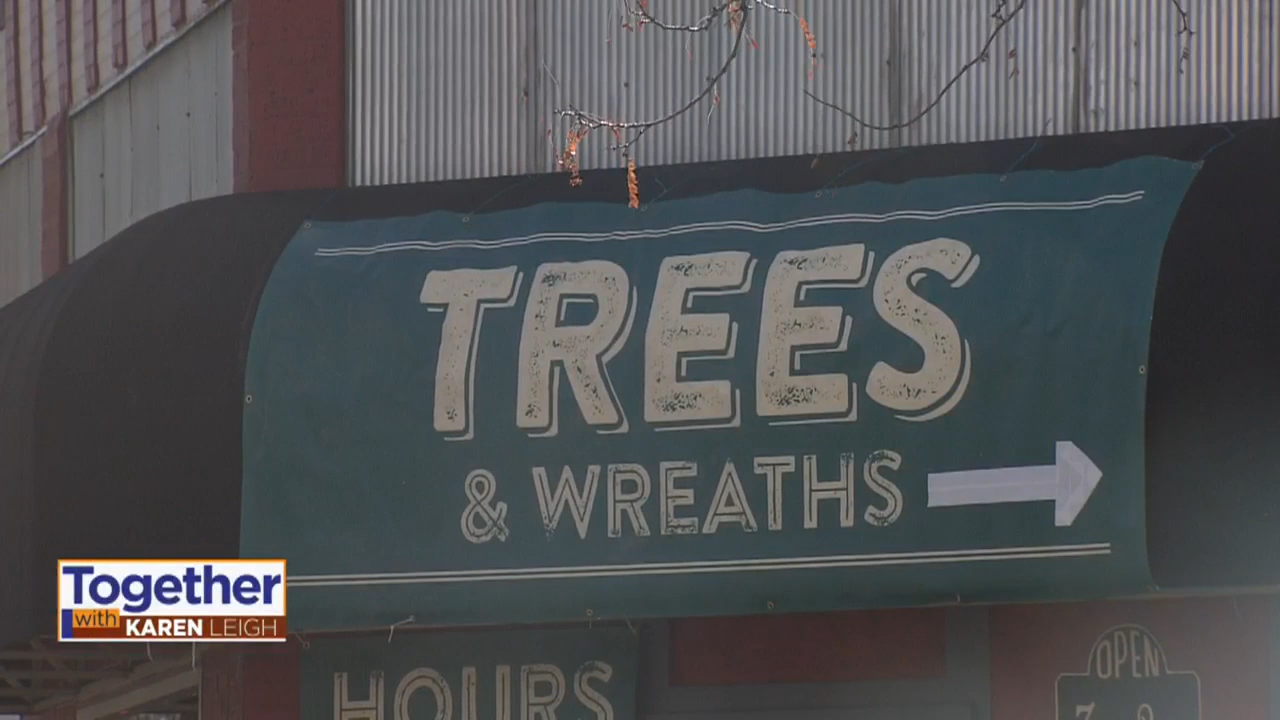 TREES
& WREATHS
Together
with KAREN LEIGH
HOURS
OPEN